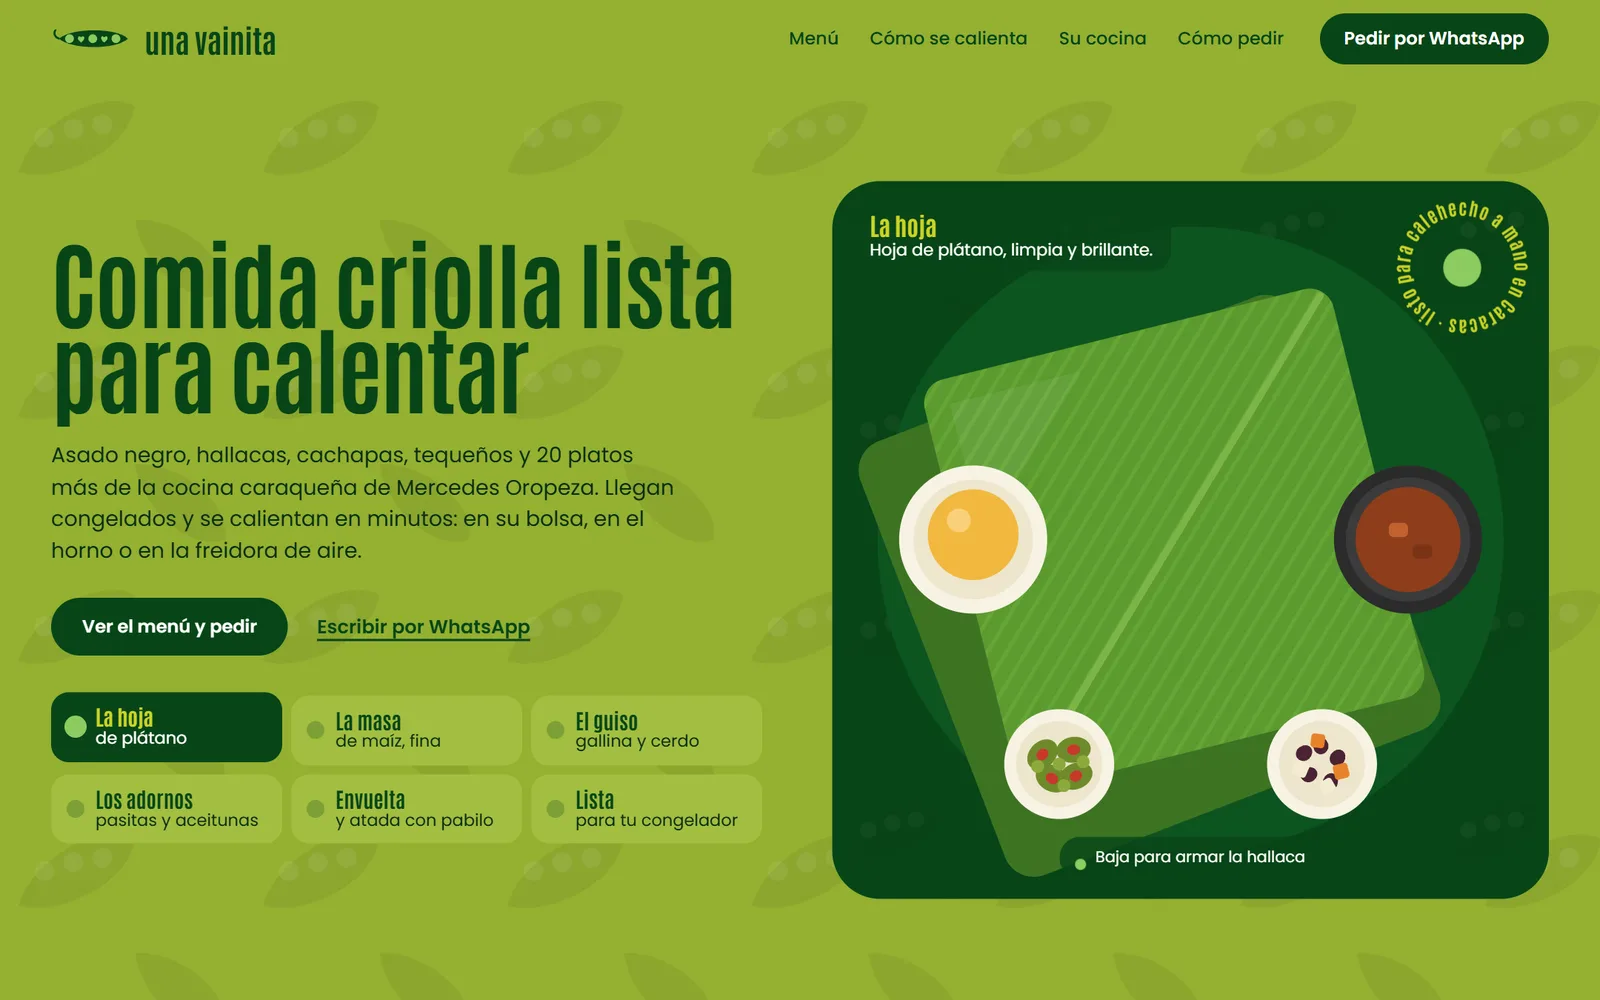 una vainita
Menú
Cómo se calienta
Su cocina
Cómo pedir
Pedir por WhatsApp
Comida criolla lista
para calentar
Asado negro, hallacas, cachapas, tequeños y 20 platos
más de la cocina caraqueña de Mercedes Oropeza. Llegan
congelados y se calientan en minutos: en su bolsa, en el
horno o en la freidora de aire.
Ver el menú y pedir
Escribir por WhatsApp
La hoja
de plátano
La masa
de maíz, fina
El guiso
gallina y cerdo
Los adornos
pasitas y aceitunas
Envuelta
y atada con pabilo
Lista
para tu congelador
La hoja
Hoja de plátano, limpia y brillante.
hecho a mano en caracas · listo para cale
Baja para armar la hallaca